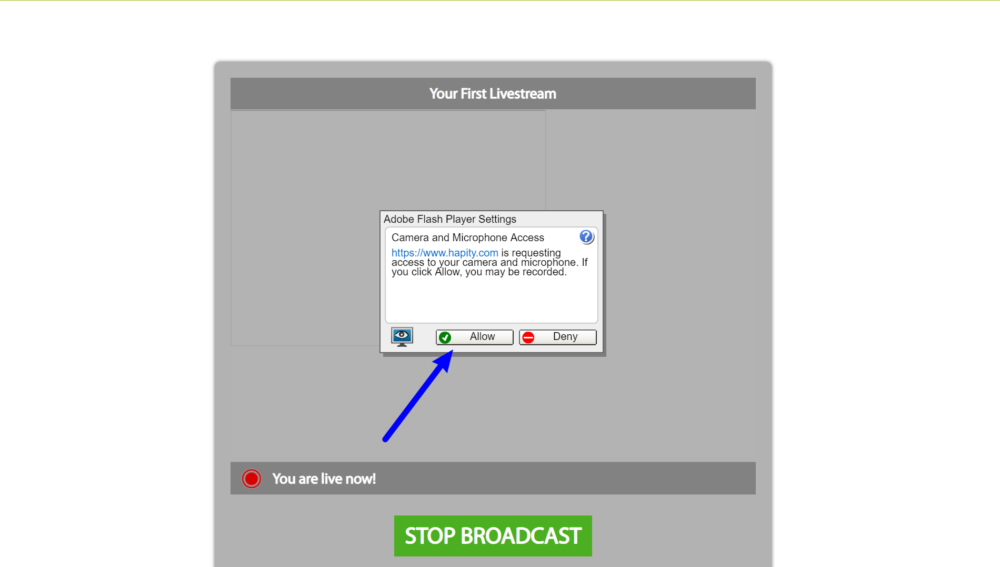 Your First Livestream
Adobe Flash Player Settings
Camera and Microphone Access
?
https://www.hapity.com is requesting
access to your camera and microphone. If
you click Allow, you may be recorded.
Allow
Deny
You are live now!
STOP BROADCAST